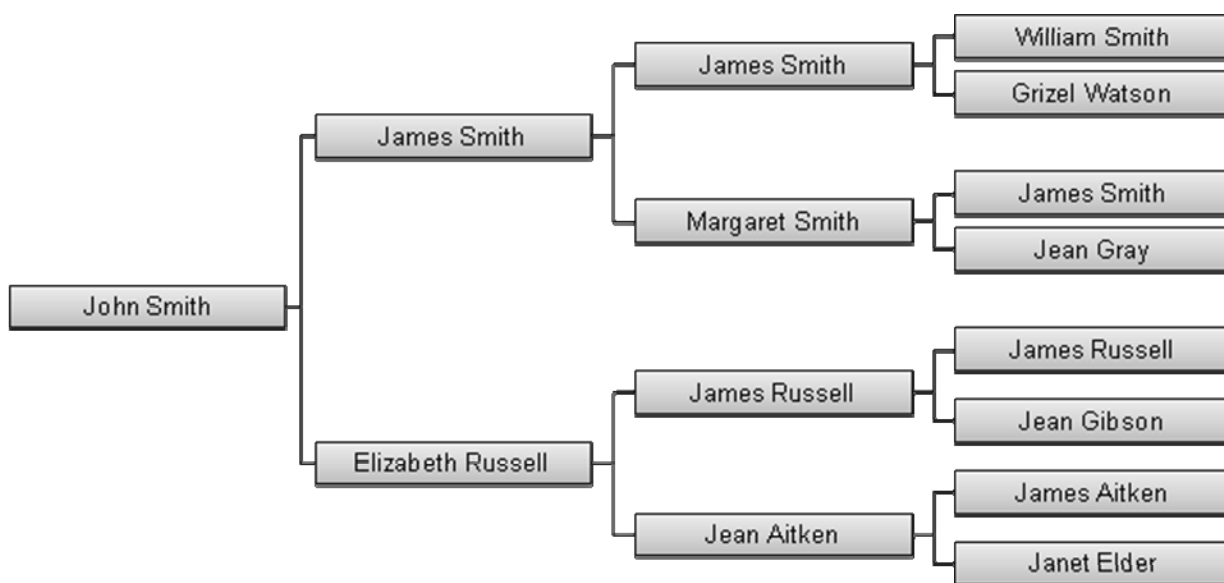 William Smith
James Smith
Grizel Watson
James Smith
James Smith
Margaret Smith
Jean Gray
John Smith
James Russell
James Russell
Jean Gibson
Elizabeth Russell
James Aitken
Jean Aitken
Janet Elder